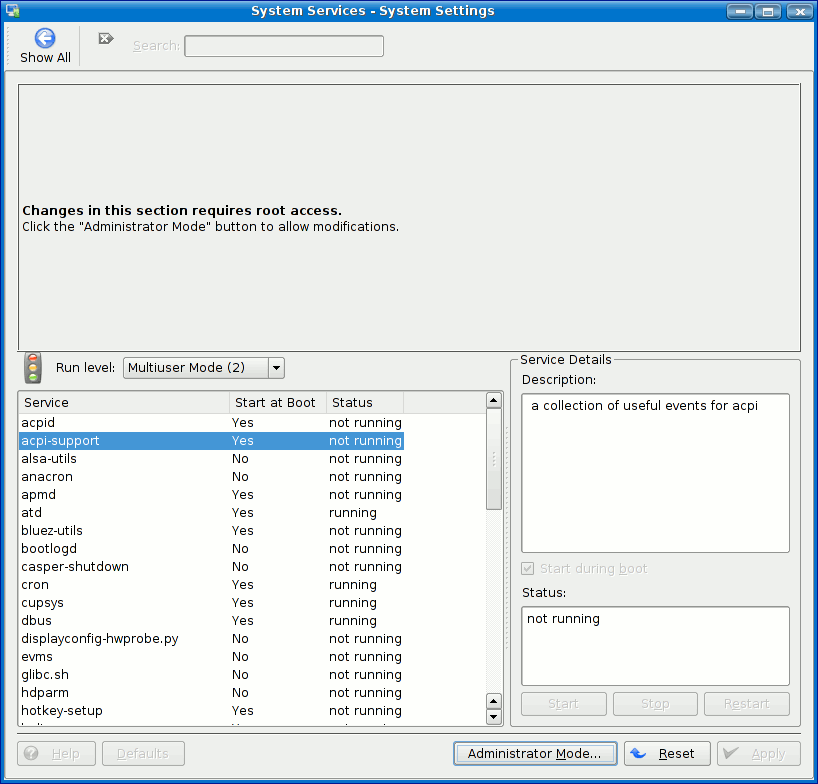 System Services - System Settings
Show All
Search:
Changes in this section requires root access.
Click the "Administrator Mode" button to allow modifications.
Run level: Multiuser Mode (2)
Service Start at Boot Status
acpid Yes not running
acpi-support Yes not running
alsa-utils No not running
anacron No not running
apmd Yes not running
atd Yes running
bluez-utils Yes not running
bootlogd No not running
casper-shutdown No not running
cron Yes running
cupsys Yes running
dbus Yes running
displayconfig-hwprobe.py No not running
evms No not running
glibc.sh No not running
hdparm No not running
hotkey-setup Yes not running
Service Details
Description:
a collection of useful events for acpi
Start during boot
Status:
not running
Start Stop Restart
Help Defaults Administrator Mode... Reset Apply